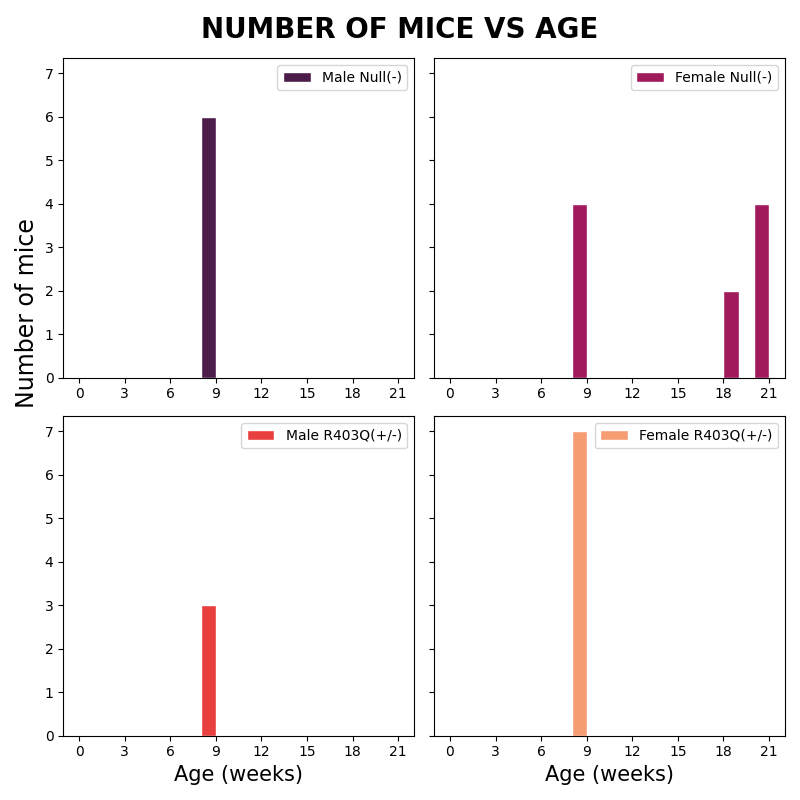 NUMBER OF MICE VS AGE
Number of mice
7
6
5
4
3
2
1
0
Male Null(-)
0 3 6 9 12 15 18 21
Female Null(-)
0 3 6 9 12 15 18 21
7
6
5
4
3
2
1
0
Male R403Q(+/-)
0 3 6 9 12 15 18 21
Age (weeks)
Female R403Q(+/-)
0 3 6 9 12 15 18 21
Age (weeks)